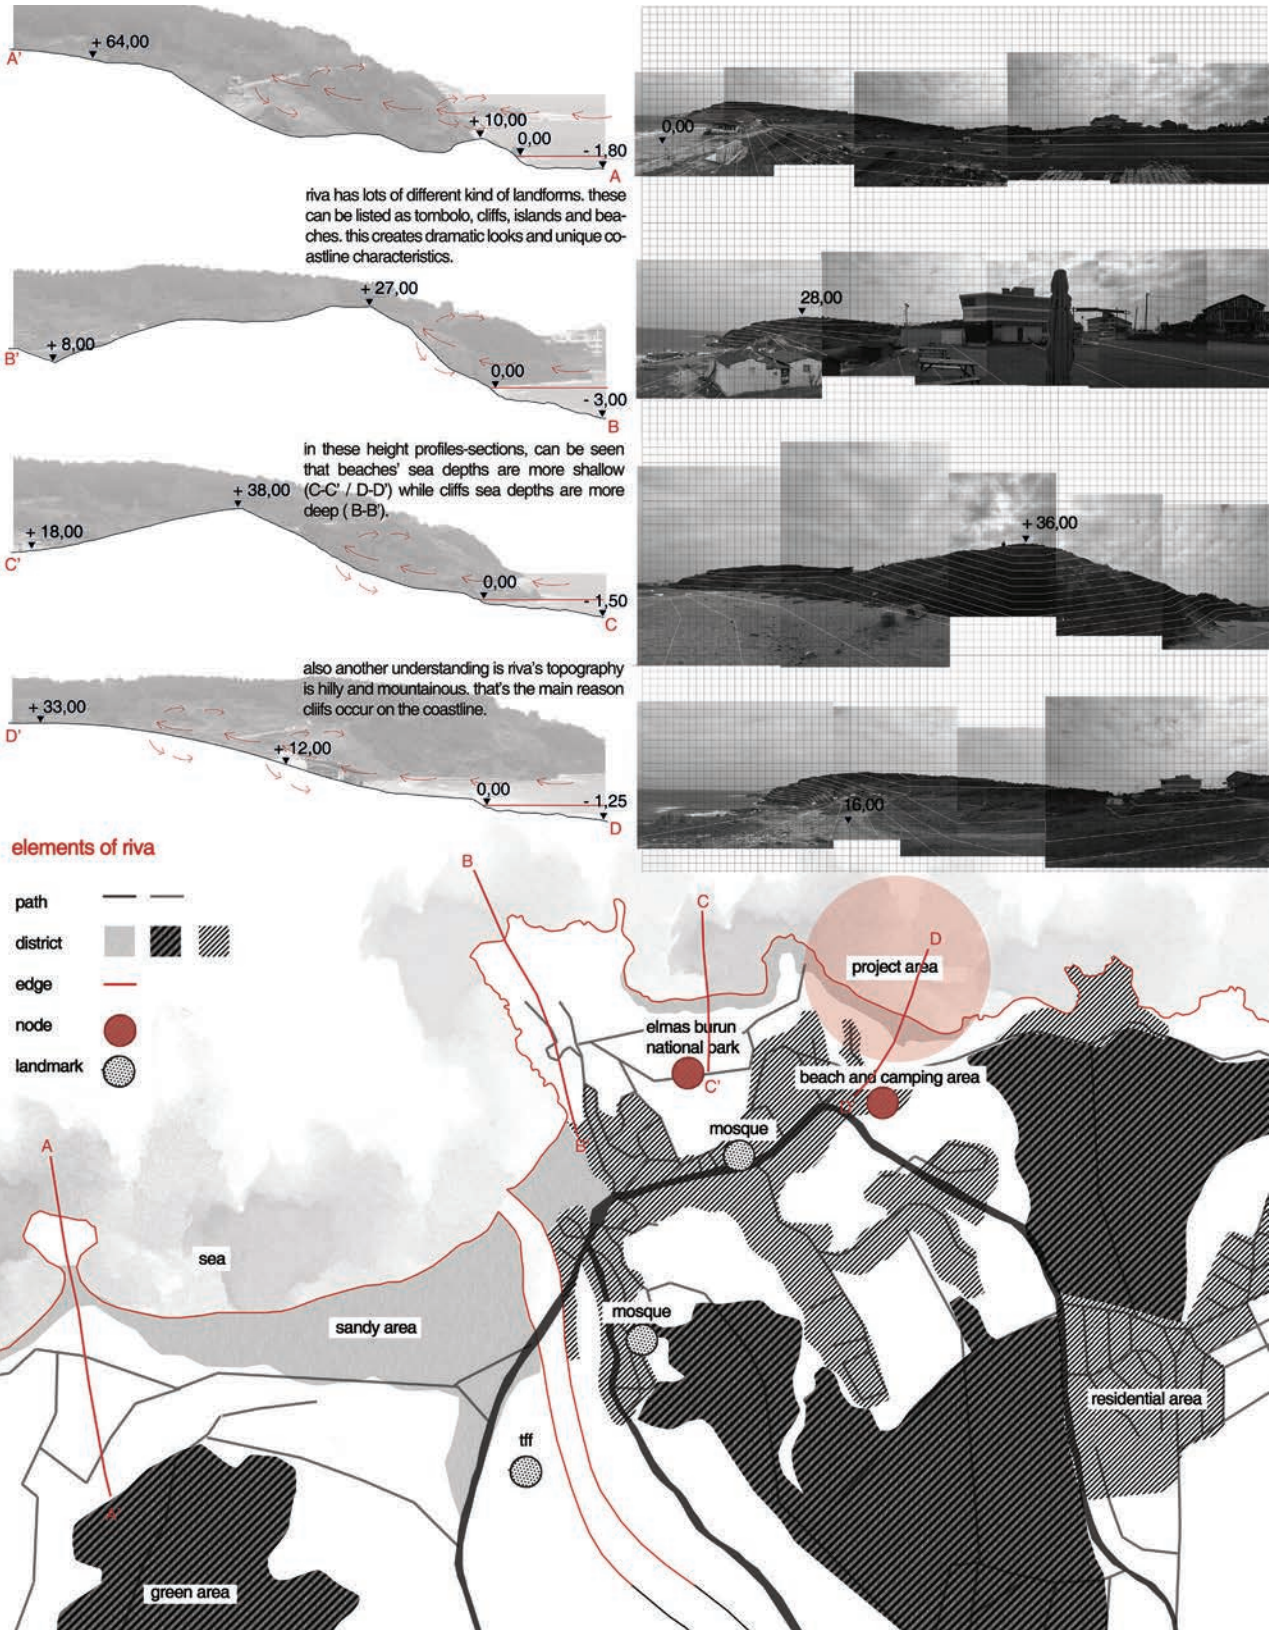 A'
+ 64,00
+ 10,00
0,00
- 1,80
A
0,00
riva has lots of different kind of landforms. these
can be listed as tombolo, cliffs, islands and bea-
ches. this creates dramatic looks and unique co-
astline characteristics.
+ 27,00
+ 8,00
B'
0,00
- 3,00
B
28,00
in these height profiles-sections, can be seen
that beaches' sea depths are more shallow
(C-C' / D-D') while cliffs sea depths are more
deep ( B-B').
+ 38,00
+ 18,00
C'
0,00
- 1,50
C
+ 36,00
also another understanding is riva's topography
is hilly and mountainous. that's the main reason
cliifs occur on the coastline.
+ 33,00
D'
+ 12,00
0,00
- 1,25
D
16,00
elements of riva
path
district
edge
node
landmark
B
C
D
project area
elmas burun
national park
C'
beach and camping area
mosque
B'
A
sea
sandy area
mosque
residential area
tff
A'
green area